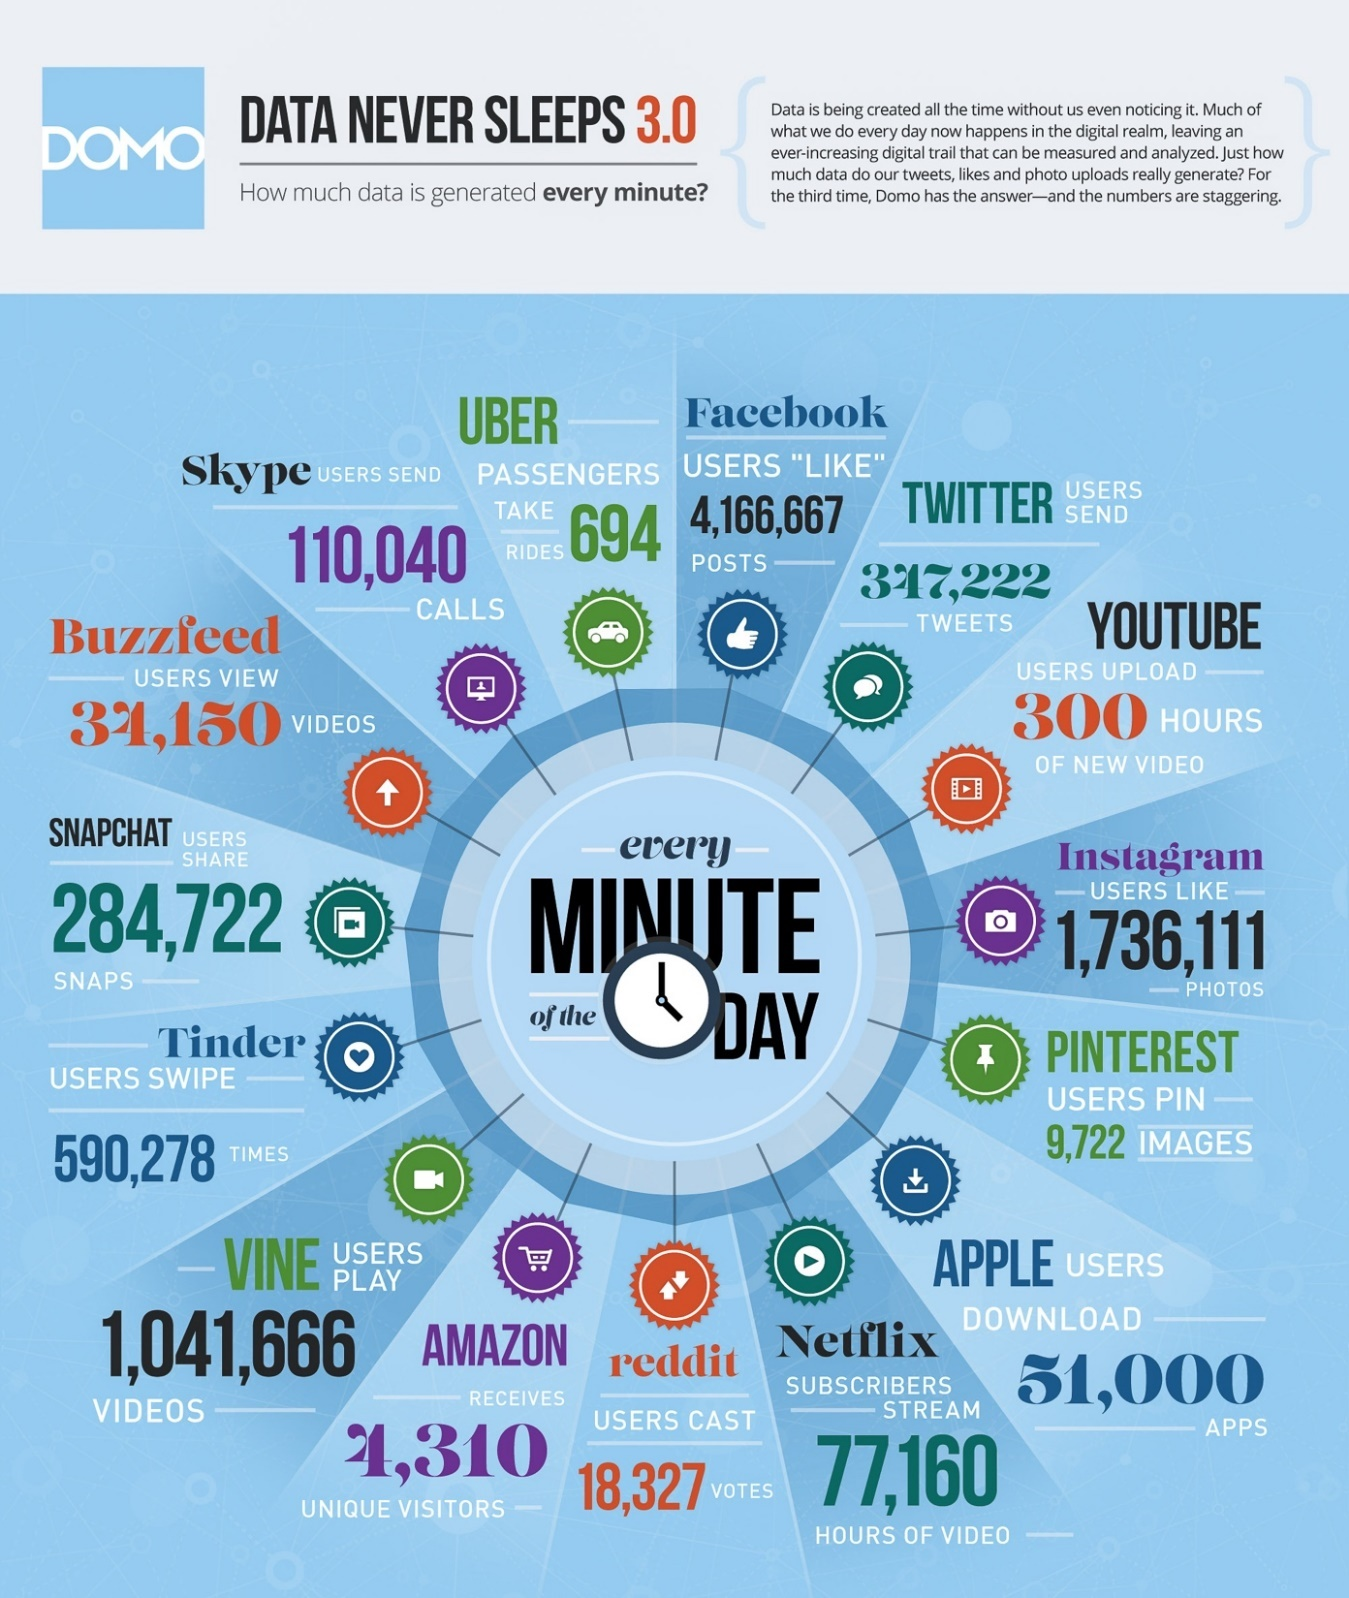 DOMO
DATA NEVER SLEEPS 3.0
How much data is generated every minute?
Data is being created all the time without us even noticing it. Much of
what we do every day now happens in the digital realm, leaving an
ever-increasing digital trail that can be measured and analyzed. Just how
much data do our tweets, likes and photo uploads really generate? For
the third time, Domo has the answer—and the numbers are staggering.
UBER
PASSENGERS
TAKE
RIDES 694
Facebook
USERS "LIKE"
4,166,667
POSTS
TWITTER USERS
SEND
347,222
TWEETS
YOUTUBE
USERS UPLOAD
300 HOURS
OF NEW VIDEO
Instagram
USERS LIKE
1,736,111
PHOTOS
PINTEREST
USERS PIN
9,722 IMAGES
APPLE USERS
DOWNLOAD
51,000
APPS
Netflix
SUBSCRIBERS
STREAM
77,160
HOURS OF VIDEO
reddit
USERS CAST
18,327 VOTES
AMAZON
RECEIVES
4,310
UNIQUE VISITORS
VINE USERS
PLAY
1,041,666
VIDEOS
Tinder
USERS SWIPE
590,278 TIMES
SNAPCHAT USERS
SHARE
284,722
SNAPS
Buzzfeed
USERS VIEW
34,150 VIDEOS
Skype USERS SEND
110,040
CALLS
every
MINUTE
of the
DAY